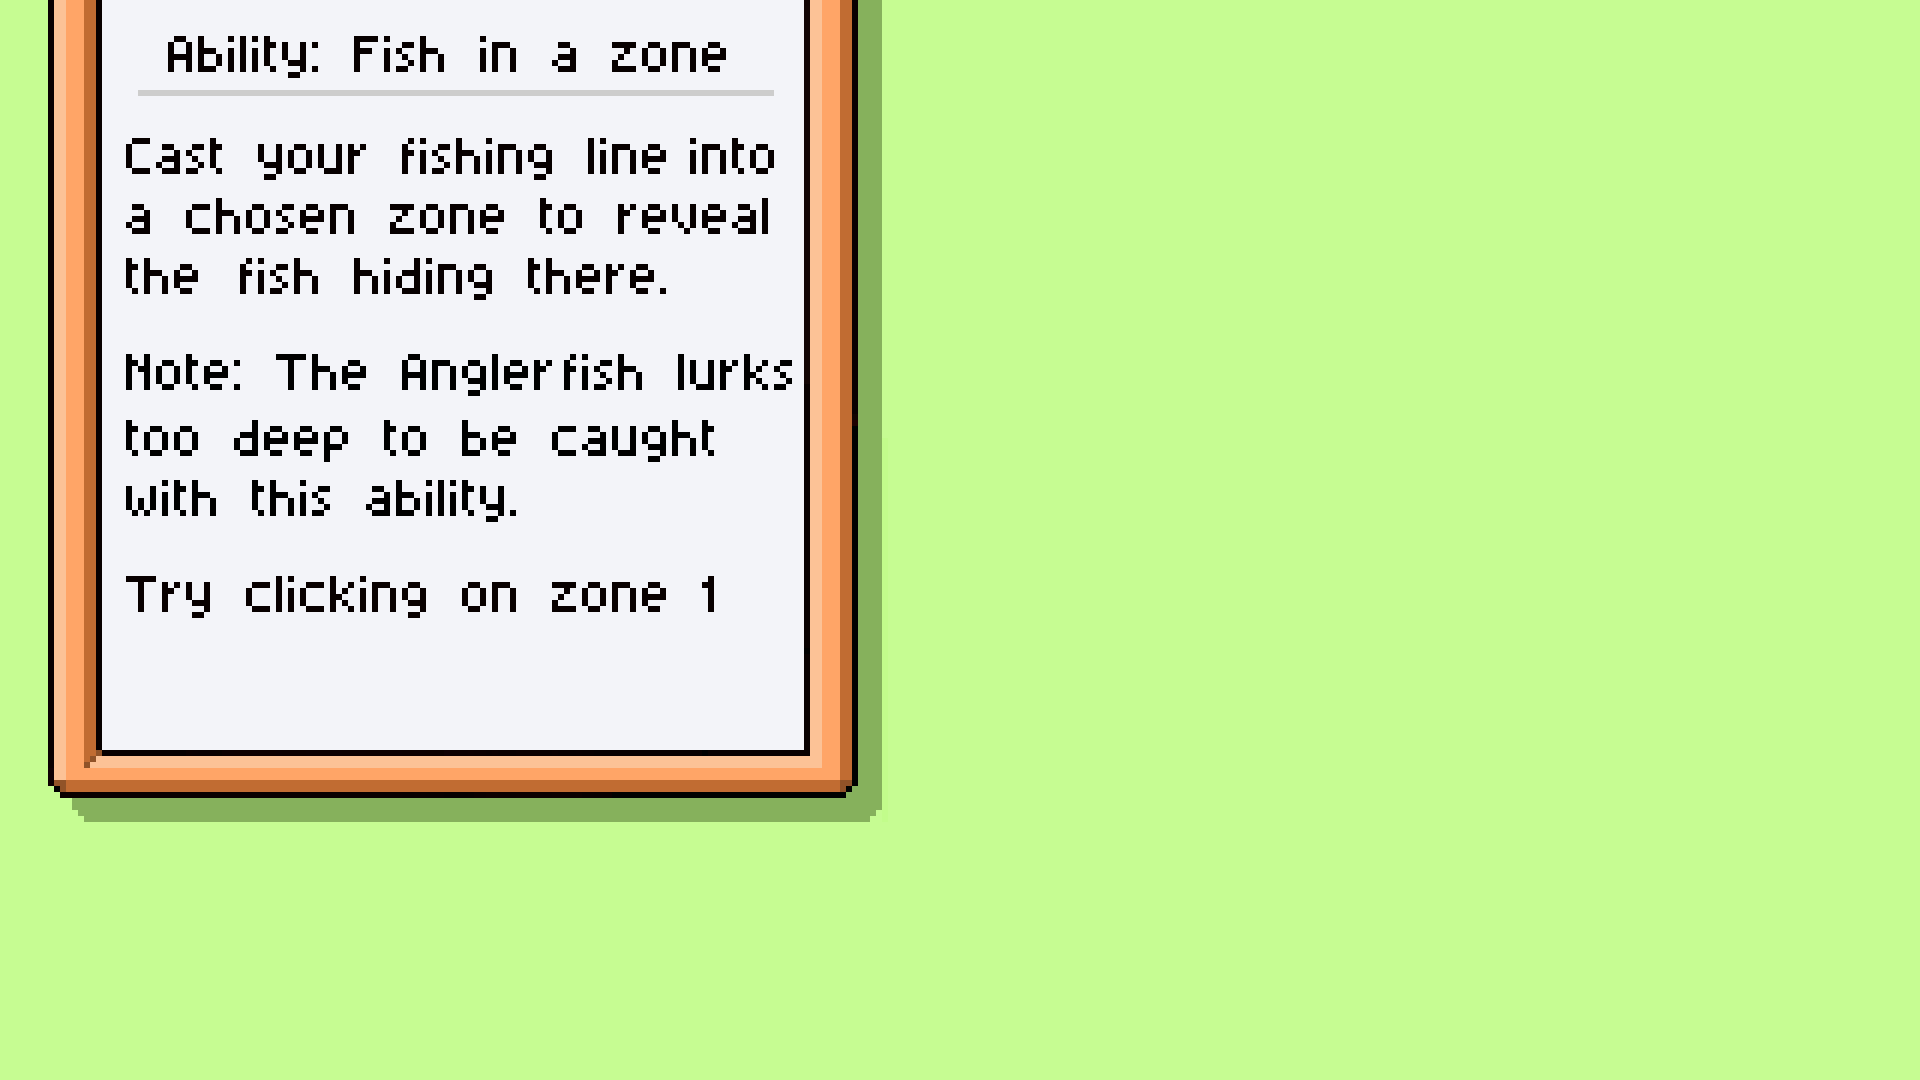 Ability: Fish in a zone
Cast your fishing line into
a chosen zone to reveal
the fish hiding there.
Note: The Anglerfish lurks
too deep to be caught
with this ability.
Try clicking on zone 1